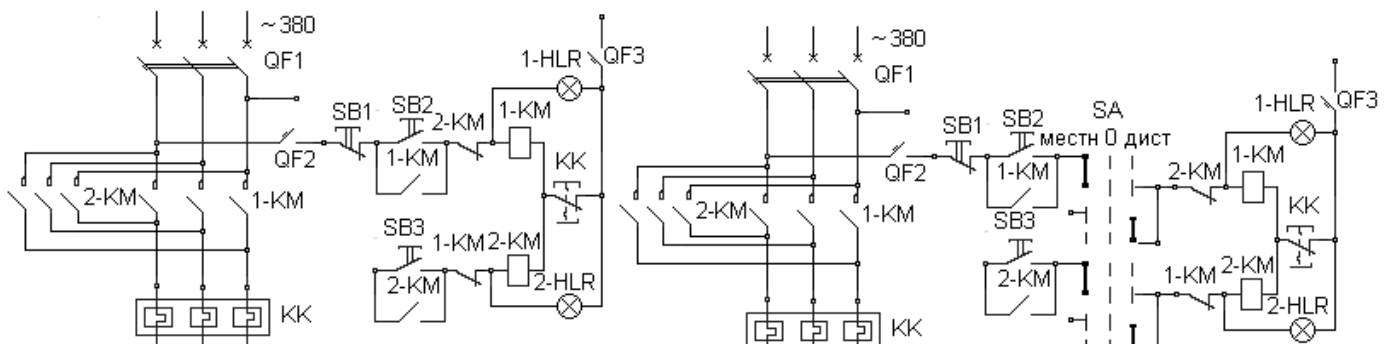 ~380
QF1
1-HLR
QF3
SB1
SB2
2-KM
1-KM
1-KM
QF2
KK
2-KM
1-KM
SB3
1-KM
2-KM
2-KM
2-HLR
KK
~380
QF1
1-HLR
QF3
SB1
SB2
SA
местн 0 дист
1-KM
1-KM
QF2
2-KM
KK
2-KM
1-KM
SB3
2-KM
1-KM
2-KM
2-HLR
KK